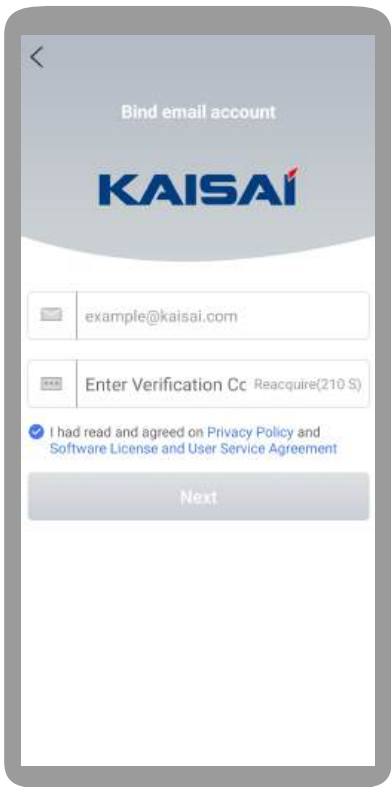 Bind email account
KAISAI
example@kaisai.com
Enter Verification Cc Reacquire(210 S)
I had read and agreed on Privacy Policy and
Software License and User Service Agreement
Next